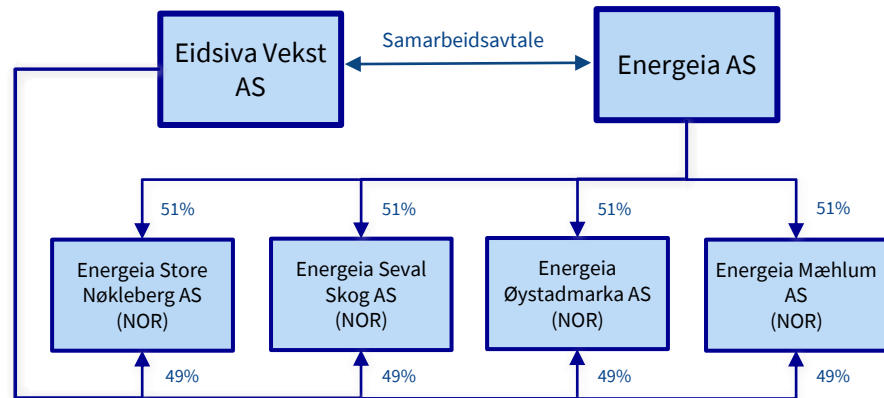 Samarbeidsavtale
Eidsiva Vekst
AS
Energeia AS
51%
51%
51%
51%
Energeia Store
Nøkleberg AS
(NOR)
Energeia Seval
Skog AS
(NOR)
Energeia
Øystadmarka AS
(NOR)
Energeia Mæhlum
AS
(NOR)
49%
49%
49%
49%